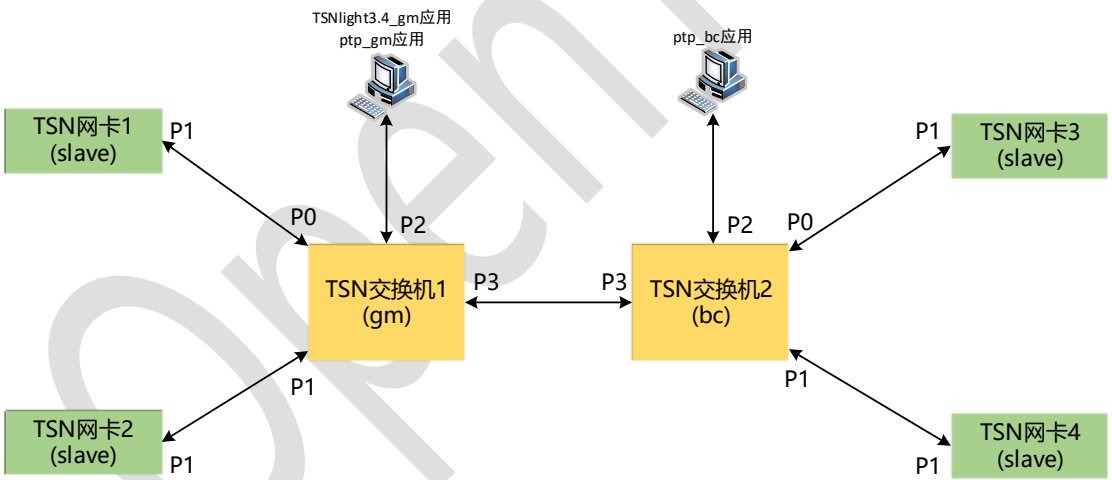 TSNlight3.4_gm应用
ptp_gm应用
ptp_bc应用
TSN网卡1
(slave)
P1
P1
TSN网卡3
(slave)
P0
P2
P2
P0
TSN交换机1
(gm)
P3
P3
TSN交换机2
(bc)
P1
P1
TSN网卡2
(slave)
P1
P1
TSN网卡4
(slave)
Open